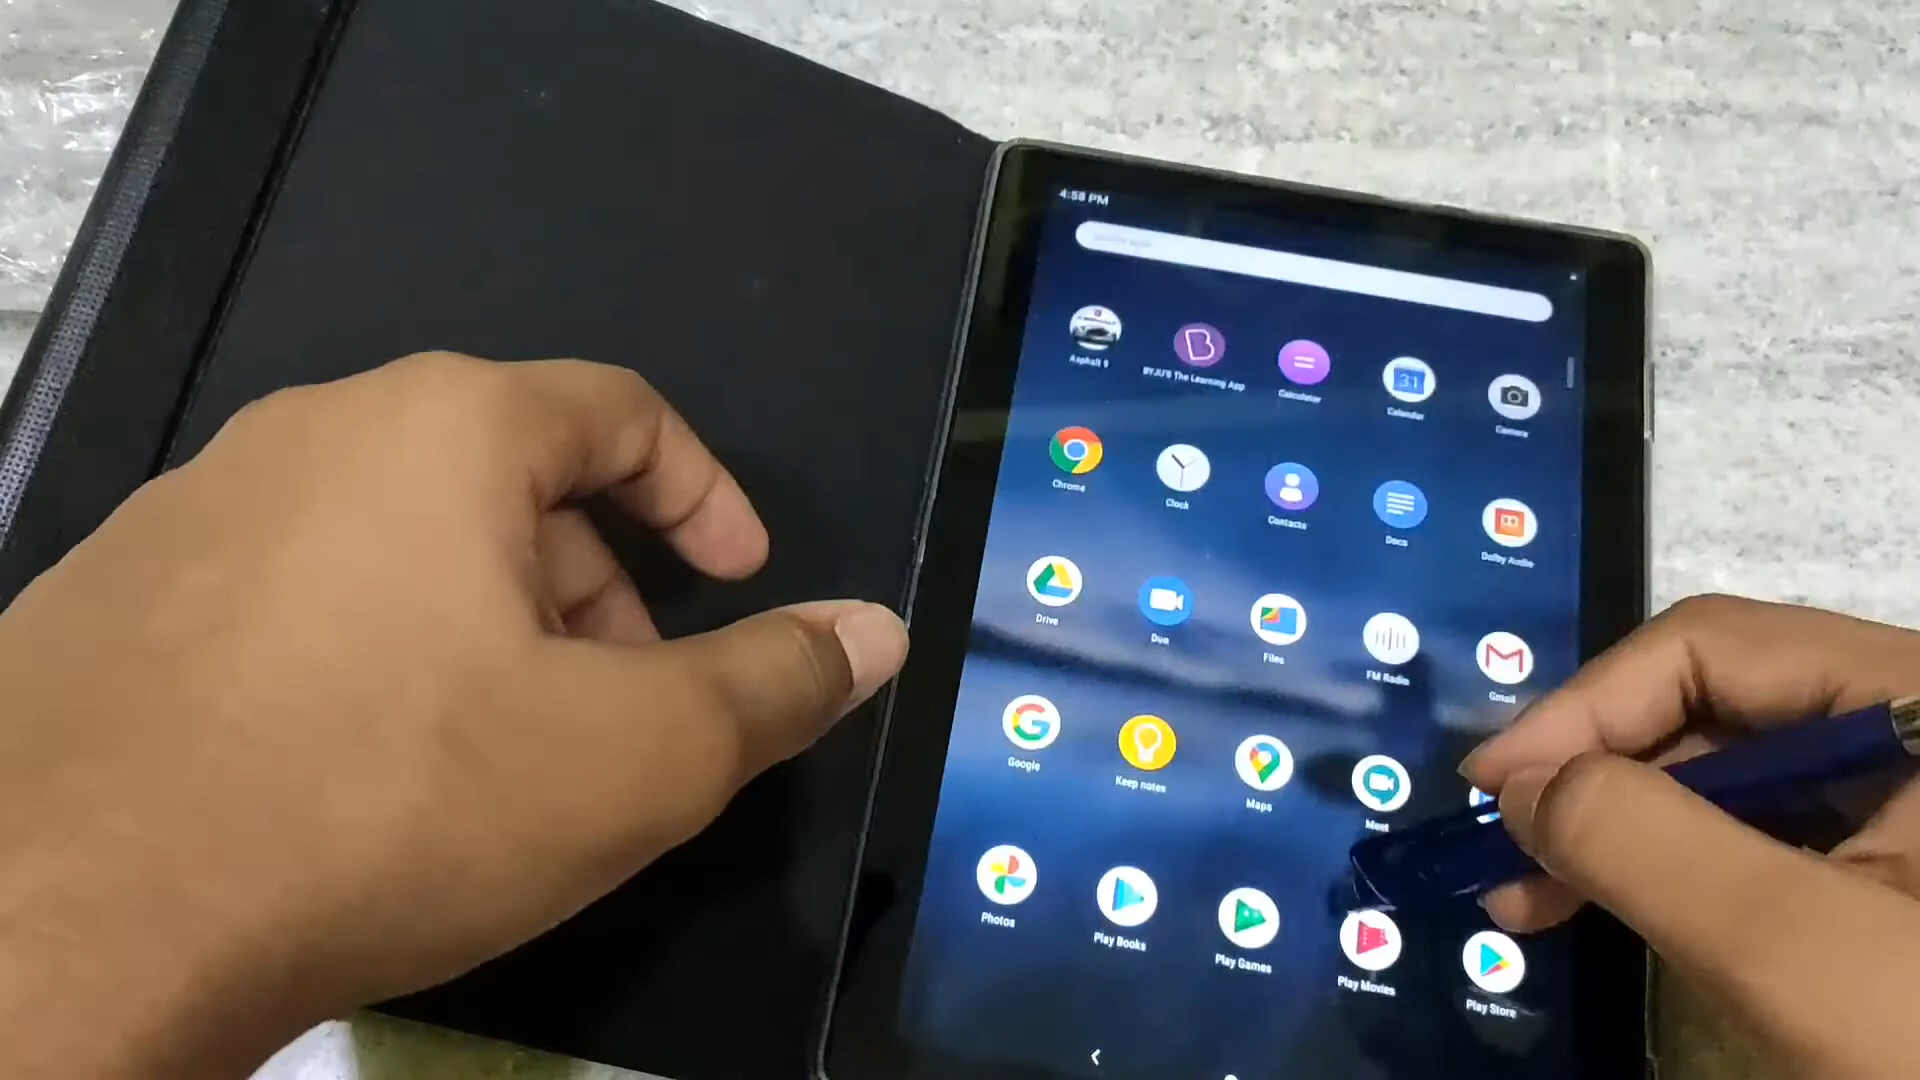 4:58 PM
Asphalt 9
BYJU'S The Learning App
Calculator
31
Calendar
Camera
Chrome
Clock
Contacts
Docs
Dolby Audio
Drive
Duo
Files
FM Radio
Gmail
Google
Keep notes
Maps
Meet
Photos
Play Books
Play Games
Play Movies
Play Store